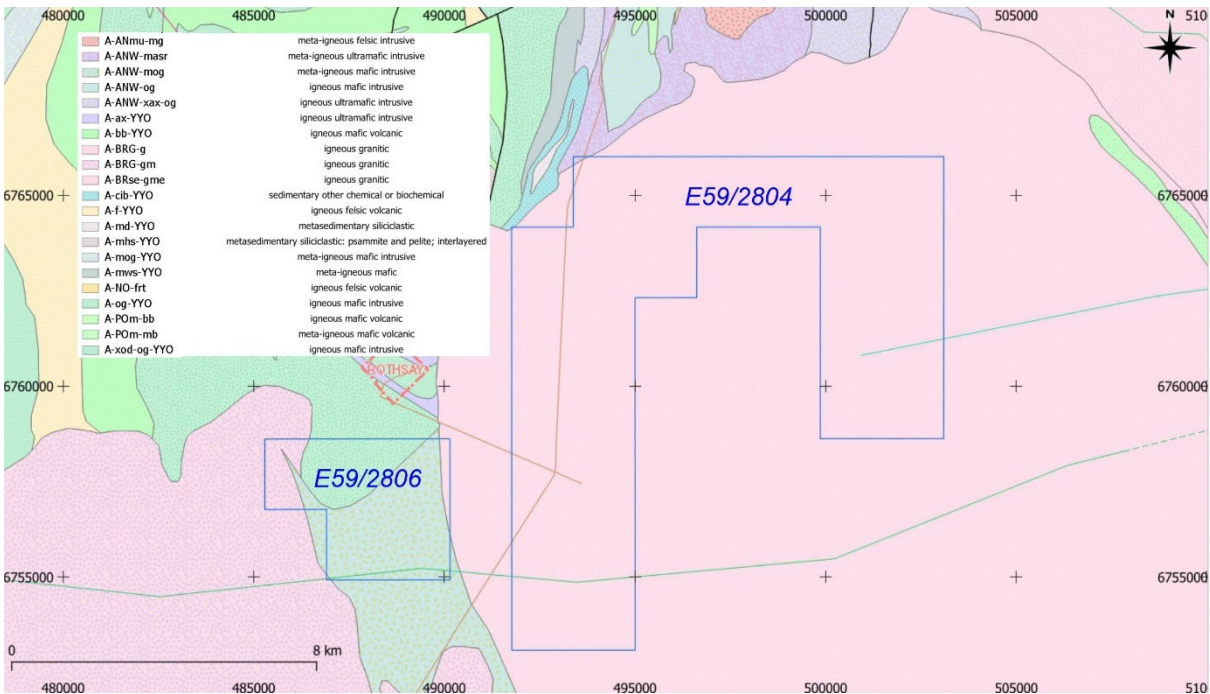 480000 485000 490000 495000 500000 505000 510
N
A-ANmu-mg meta-igneous felsic intrusive
A-ANW-masr meta-igneous ultramafic intrusive
A-ANW-mog meta-igneous mafic intrusive
A-ANW-og igneous mafic intrusive
A-ANW-xax-og igneous ultramafic intrusive
A-ax-YYO igneous ultramafic intrusive
A-bb-YYO igneous mafic volcanic
A-BRG-g igneous granitic
A-BRG-gm igneous granitic
A-BRse-gme igneous granitic
A-cib-YYO sedimentary other chemical or biochemical
A-f-YYO igneous felsic volcanic
A-md-YYO metasedimentary siliciclastic
A-mhs-YYO metasedimentary siliciclastic: psammite and pelite; interlayered
A-mog-YYO meta-igneous mafic intrusive
A-mws-YYO meta-igneous mafic
A-NO-frt igneous felsic volcanic
A-og-YYO igneous mafic intrusive
A-POm-bb igneous mafic volcanic
A-POm-mb meta-igneous mafic volcanic
A-xod-og-YYO igneous mafic intrusive
6765000 E59/2804 6765000
ROTHSAY
6760000 6760000
E59/2806
6755000 6755000
0 8 km
480000 485000 490000 495000 500000 505000 510